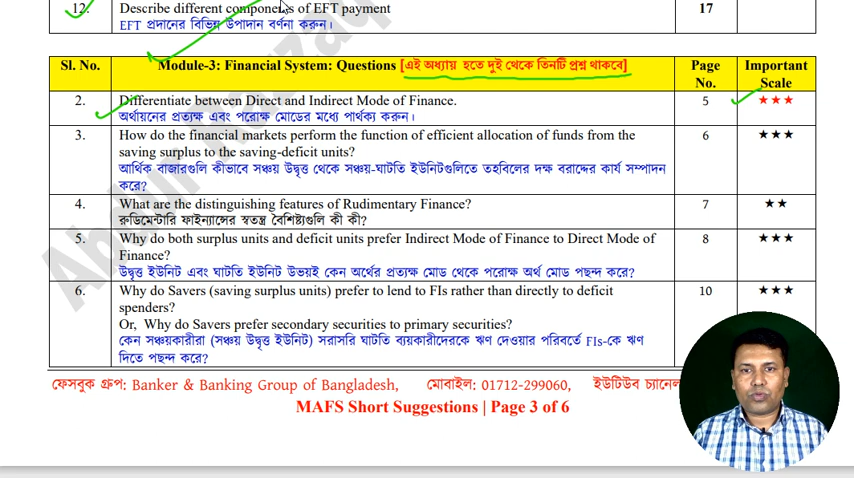 12. Describe different components of EFT payment 17
EFT প্রদানের বিভিন্ন উপাদান বর্ণনা করুন।
Sl. No. Module-3: Financial System: Questions [এই অধ্যায় হতে দুই থেকে তিনটি প্রশ্ন থাকবে] Page No. Important Scale
2. Differentiate between Direct and Indirect Mode of Finance. 5 ★★★
অর্থায়নের প্রত্যক্ষ এবং পরোক্ষ মোডের মধ্যে পার্থক্য করুন।
3. How do the financial markets perform the function of efficient allocation of funds from the 6 ★★★
saving surplus to the saving-deficit units?
আর্থিক বাজারগুলি কীভাবে সঞ্চয় উদ্বৃত্ত থেকে সঞ্চয়-ঘাটতি ইউনিটগুলিতে তহবিলের দক্ষ বরাদ্দের কার্য সম্পাদন
করে?
4. What are the distinguishing features of Rudimentary Finance? 7 ★★
রুডিমেন্টারি ফাইন্যান্সের স্বতন্ত্র বৈশিষ্ট্যগুলি কী কী?
5. Why do both surplus units and deficit units prefer Indirect Mode of Finance to Direct Mode of 8 ★★★
Finance?
উদ্বৃত্ত ইউনিট এবং ঘাটতি ইউনিট উভয়ই কেন অর্থের প্রত্যক্ষ মোড থেকে পরোক্ষ অর্থ মোড পছন্দ করে?
6. Why do Savers (saving surplus units) prefer to lend to FIs rather than directly to deficit 10 ★★★
spenders?
Or, Why do Savers prefer secondary securities to primary securities?
কেন সঞ্চয়কারীরা (সঞ্চয় উদ্বৃত্ত ইউনিট) সরাসরি ঘাটতি ব্যয়কারীদেরকে ঋণ দেওয়ার পরিবর্তে FIs-কে ঋণ
দিতে পছন্দ করে?
ফেসবুক গ্রুপ: Banker & Banking Group of Bangladesh, মোবাইল: 01712-299060, ইউটিউব চ্যানেল
MAFS Short Suggestions | Page 3 of 6